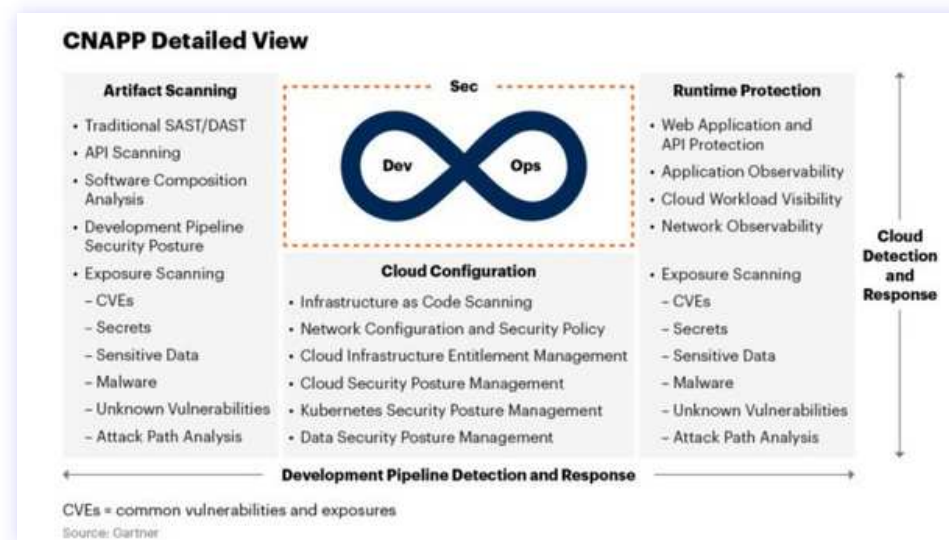 CNAPP Detailed View
Artifact Scanning
• Traditional SAST/DAST
• API Scanning
• Software Composition
Analysis
• Development Pipeline
Security Posture
• Exposure Scanning
– CVEs
– Secrets
– Sensitive Data
– Malware
– Unknown Vulnerabilities
– Attack Path Analysis
Sec
Dev
Ops
Cloud Configuration
• Infrastructure as Code Scanning
• Network Configuration and Security Policy
• Cloud Infrastructure Entitlement Management
• Cloud Security Posture Management
• Kubernetes Security Posture Management
• Data Security Posture Management
Runtime Protection
• Web Application and
API Protection
• Application Observability
• Cloud Workload Visibility
• Network Observability
• Exposure Scanning
– CVEs
– Secrets
– Sensitive Data
– Malware
– Unknown Vulnerabilities
– Attack Path Analysis
Cloud
Detection
and
Response
Development Pipeline Detection and Response
CVEs = common vulnerabilities and exposures
Source: Gartner